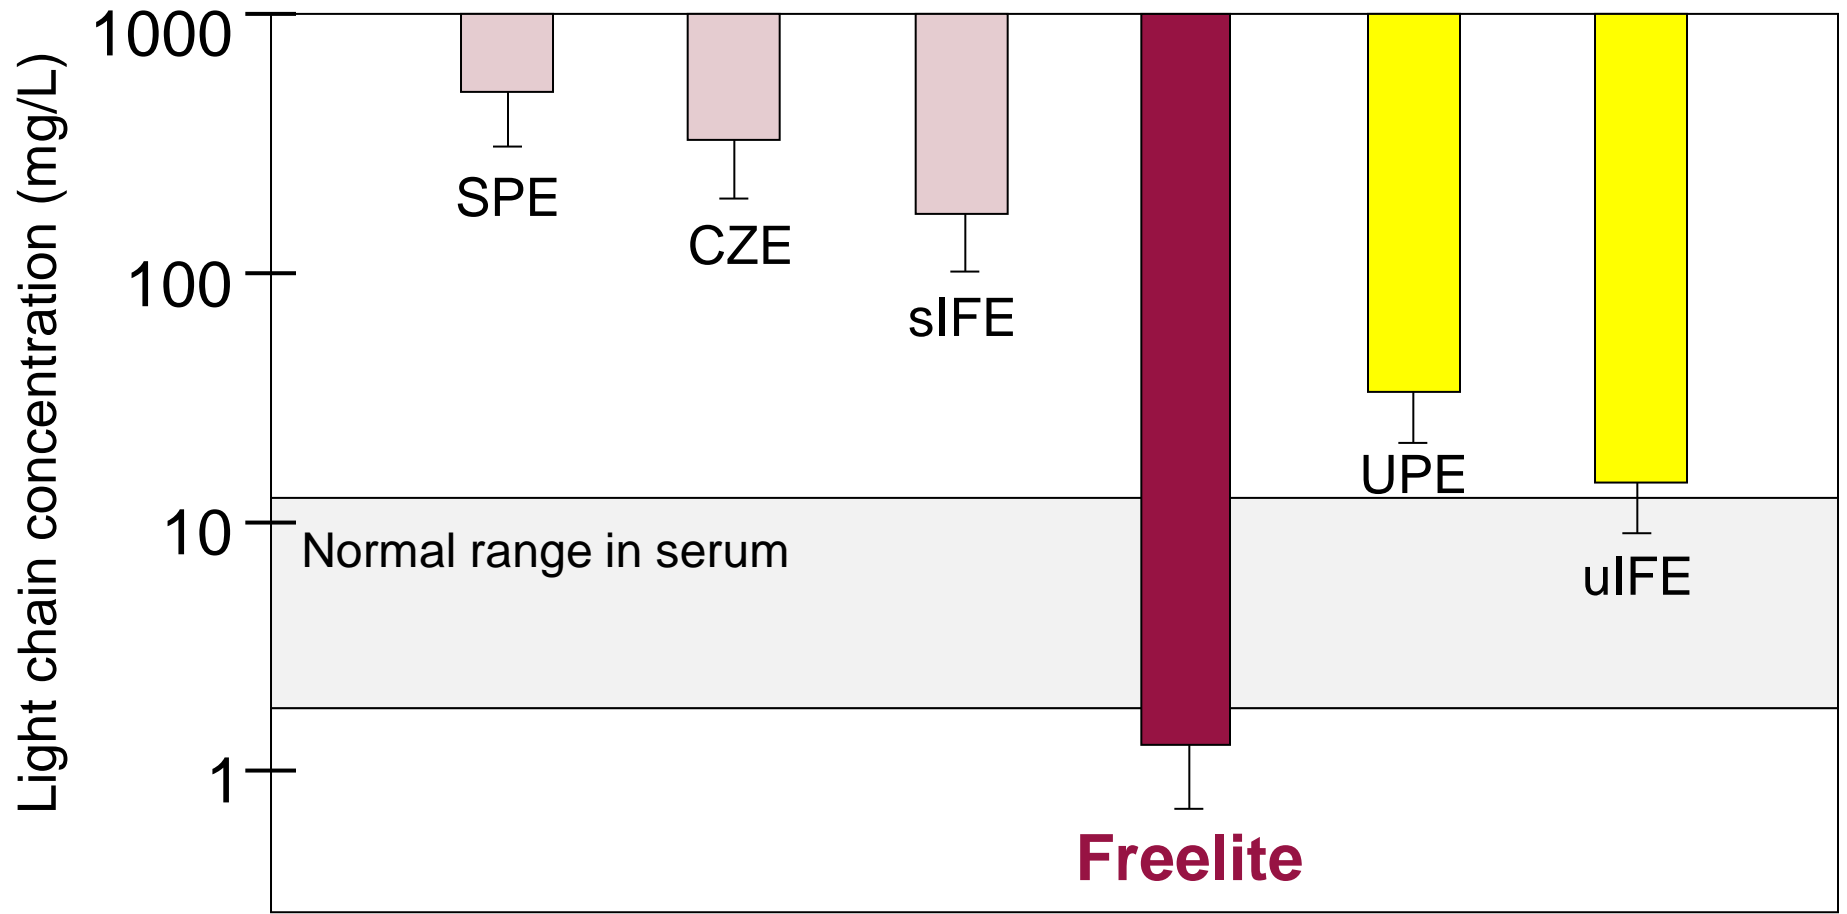 Light chain concentration (mg/L)
1000
100
10
1
SPE
CZE
sIFE
UPE
Normal range in serum
uIFE
Freelite